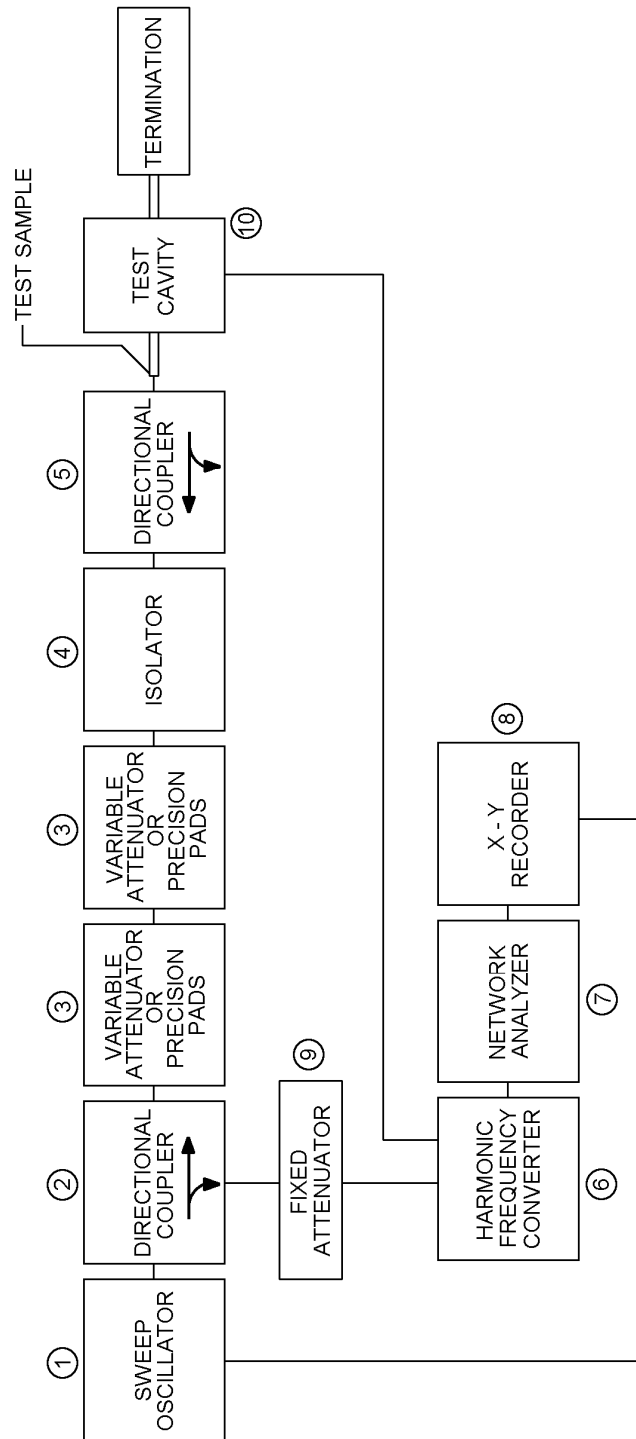 TEST SAMPLE
1
SWEEP
OSCILLATOR
2
DIRECTIONAL
COUPLER
3
VARIABLE
ATTENUATOR
OR
PRECISION
PADS
3
VARIABLE
ATTENUATOR
OR
PRECISION
PADS
4
ISOLATOR
5
DIRECTIONAL
COUPLER
TEST
CAVITY
10
TERMINATION
FIXED
ATTENUATOR
9
HARMONIC
FREQUENCY
CONVERTER
6
NETWORK
ANALYZER
7
X - Y
RECORDER
8